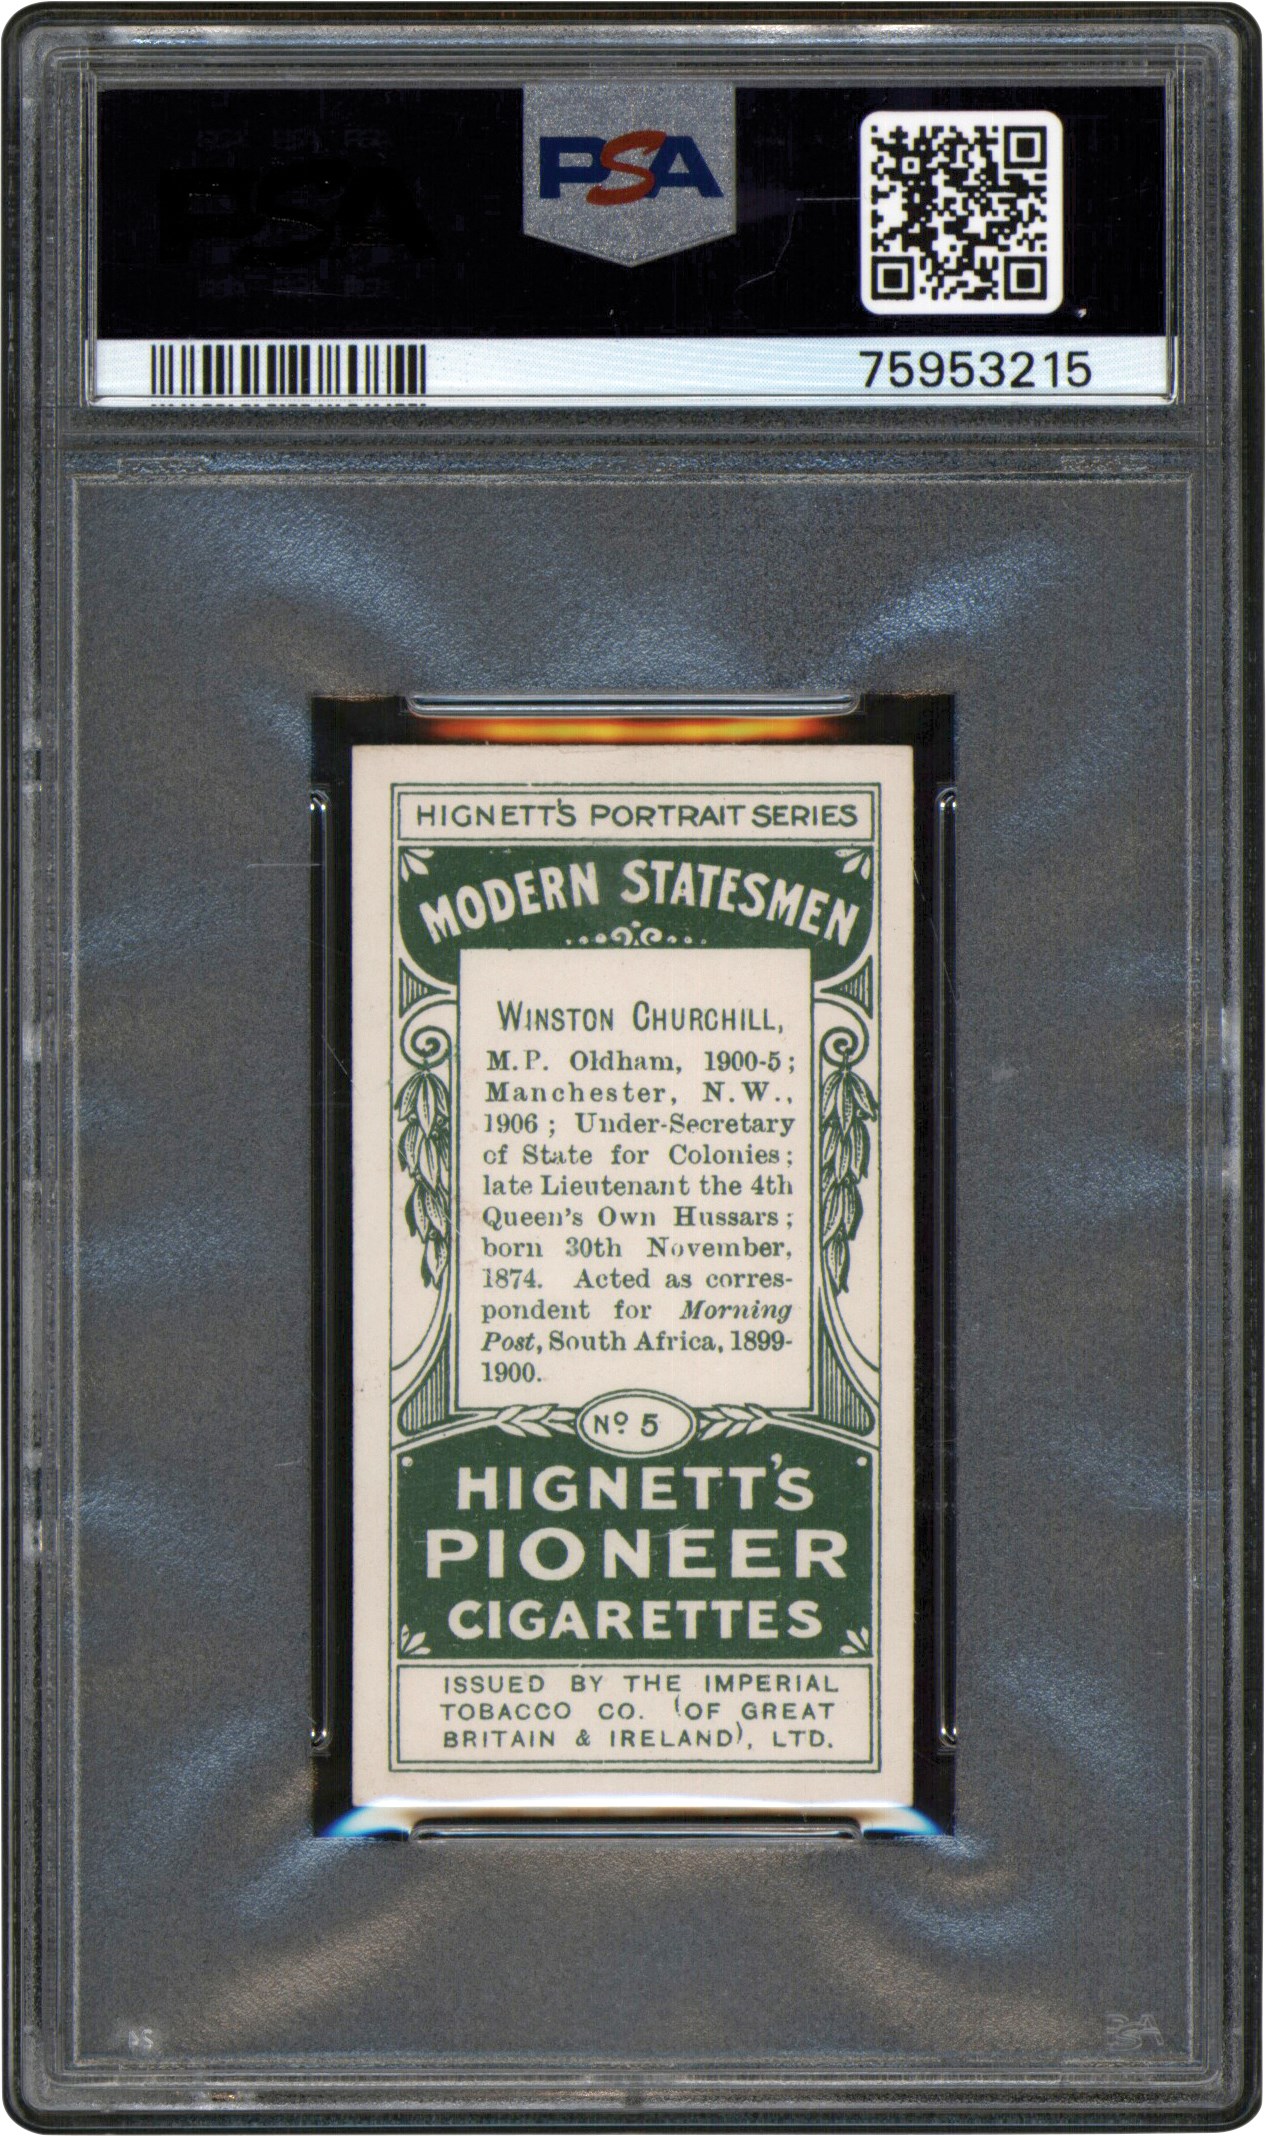 PSA
75953215
HIGNETT'S PORTRAIT SERIES
MODERN STATESMEN
WINSTON CHURCHILL,
M.P. Oldham, 1900-5;
Manchester, N.W.,
1906; Under-Secretary
of State for Colonies;
late Lieutenant the 4th
Queen's Own Hussars;
born 30th November,
1874. Acted as corres-
pondent for Morning
Post, South Africa, 1899-
1900.
No 5
HIGNETT'S
PIONEER
CIGARETTES
ISSUED BY THE IMPERIAL
TOBACCO CO. (OF GREAT
BRITAIN & IRELAND), LTD.
PSA